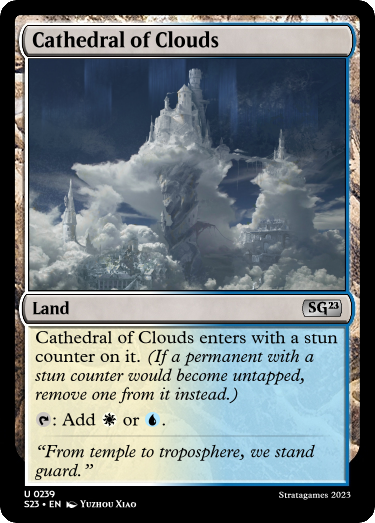 Cathedral of Clouds
Land
SG23
Cathedral of Clouds enters with a stun
counter on it. (If a permanent with a
stun counter would become untapped,
remove one from it instead.)
: Add or .
“From temple to troposphere, we stand
guard.”
U 0239
S23 • EN Yuzhou Xiao
Stratagames 2023